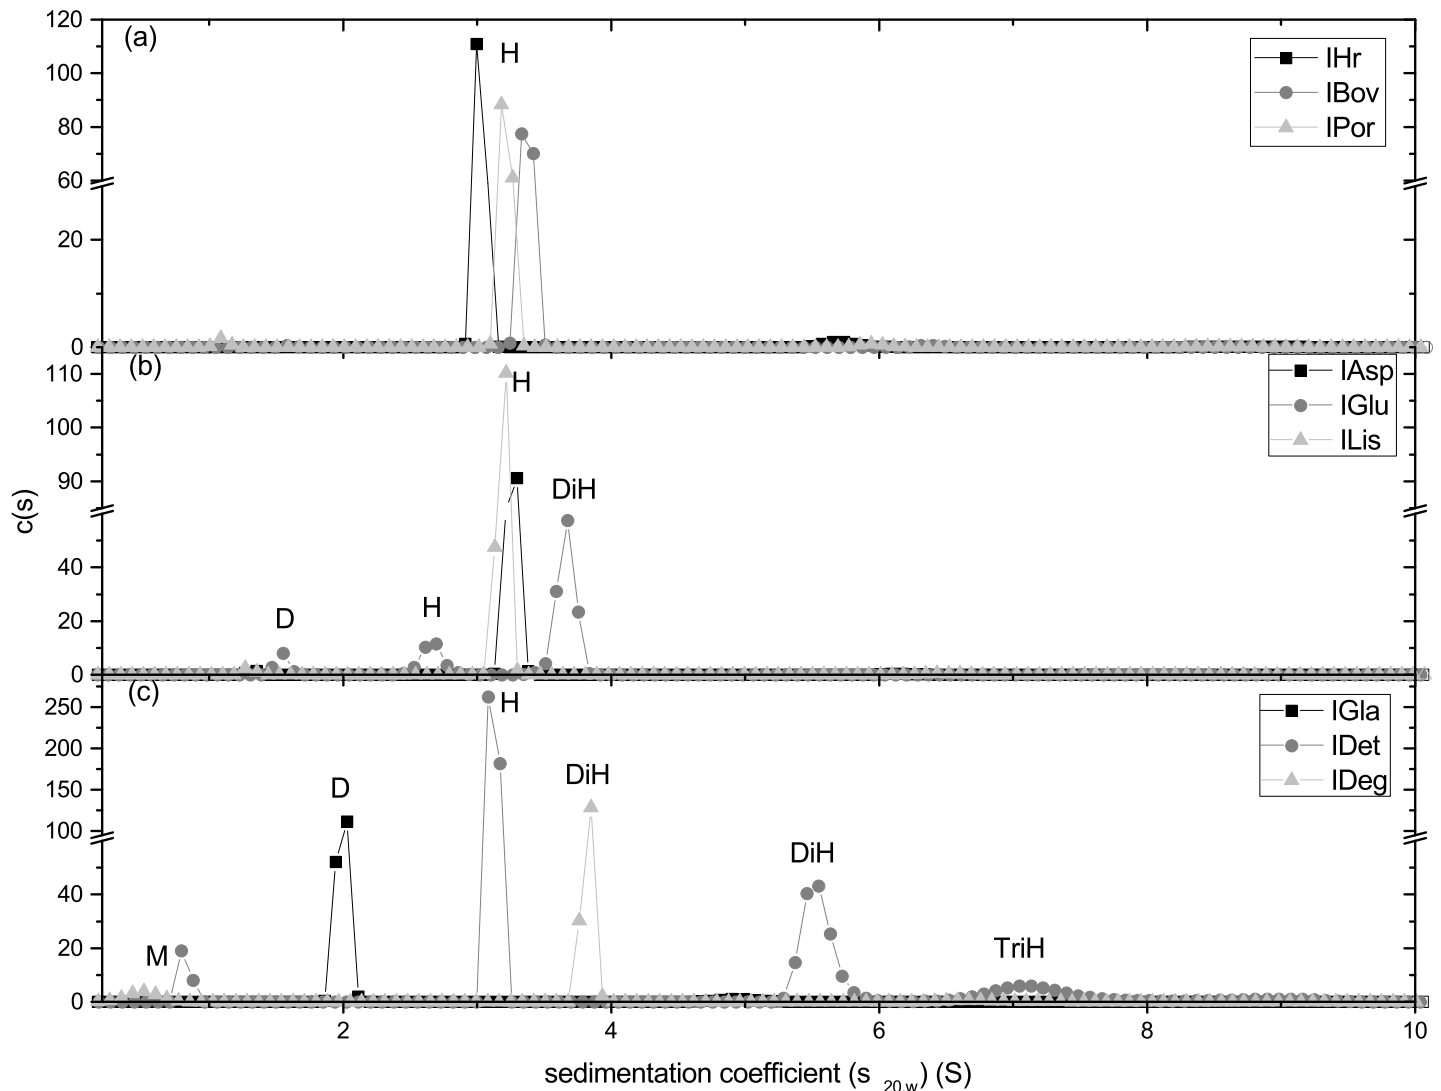 (a)
H
IHr
IBov
IPor
120
100
80
60
20
0
(b)
H
DiH
D
H
IAsp
IGlu
ILis
110
100
90
40
20
0
c(s)
(c)
H
D
DiH
M
DiH
TriH
IGla
IDet
IDeg
250
200
150
100
40
20
0
2 4 6 8 10
sedimentation coefficient (s 20,w) (S)